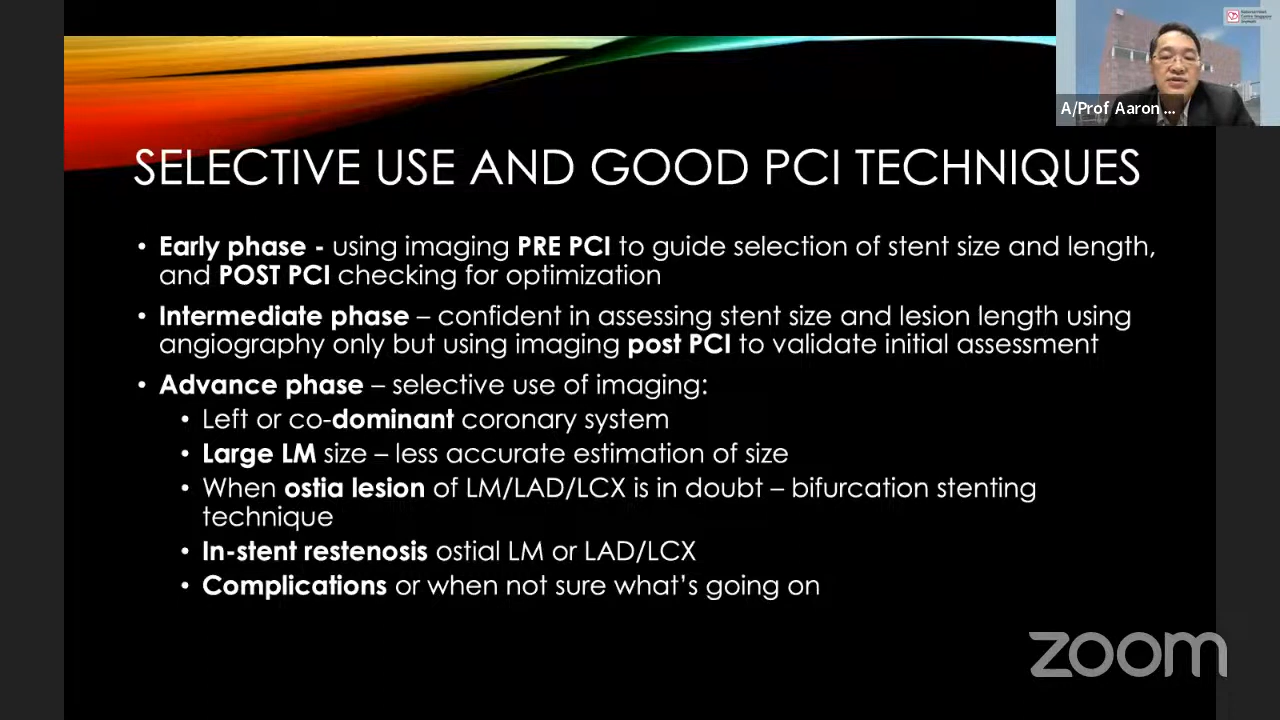 A/Prof Aaron ...
SELECTIVE USE AND GOOD PCI TECHNIQUES
• Early phase - using imaging PRE PCI to guide selection of stent size and length,
and POST PCI checking for optimization
• Intermediate phase – confident in assessing stent size and lesion length using
angiography only but using imaging post PCI to validate initial assessment
• Advance phase – selective use of imaging:
• Left or co-dominant coronary system
• Large LM size – less accurate estimation of size
• When ostia lesion of LM/LAD/LCX is in doubt – bifurcation stenting
technique
• In-stent restenosis ostial LM or LAD/LCX
• Complications or when not sure what's going on
zoom